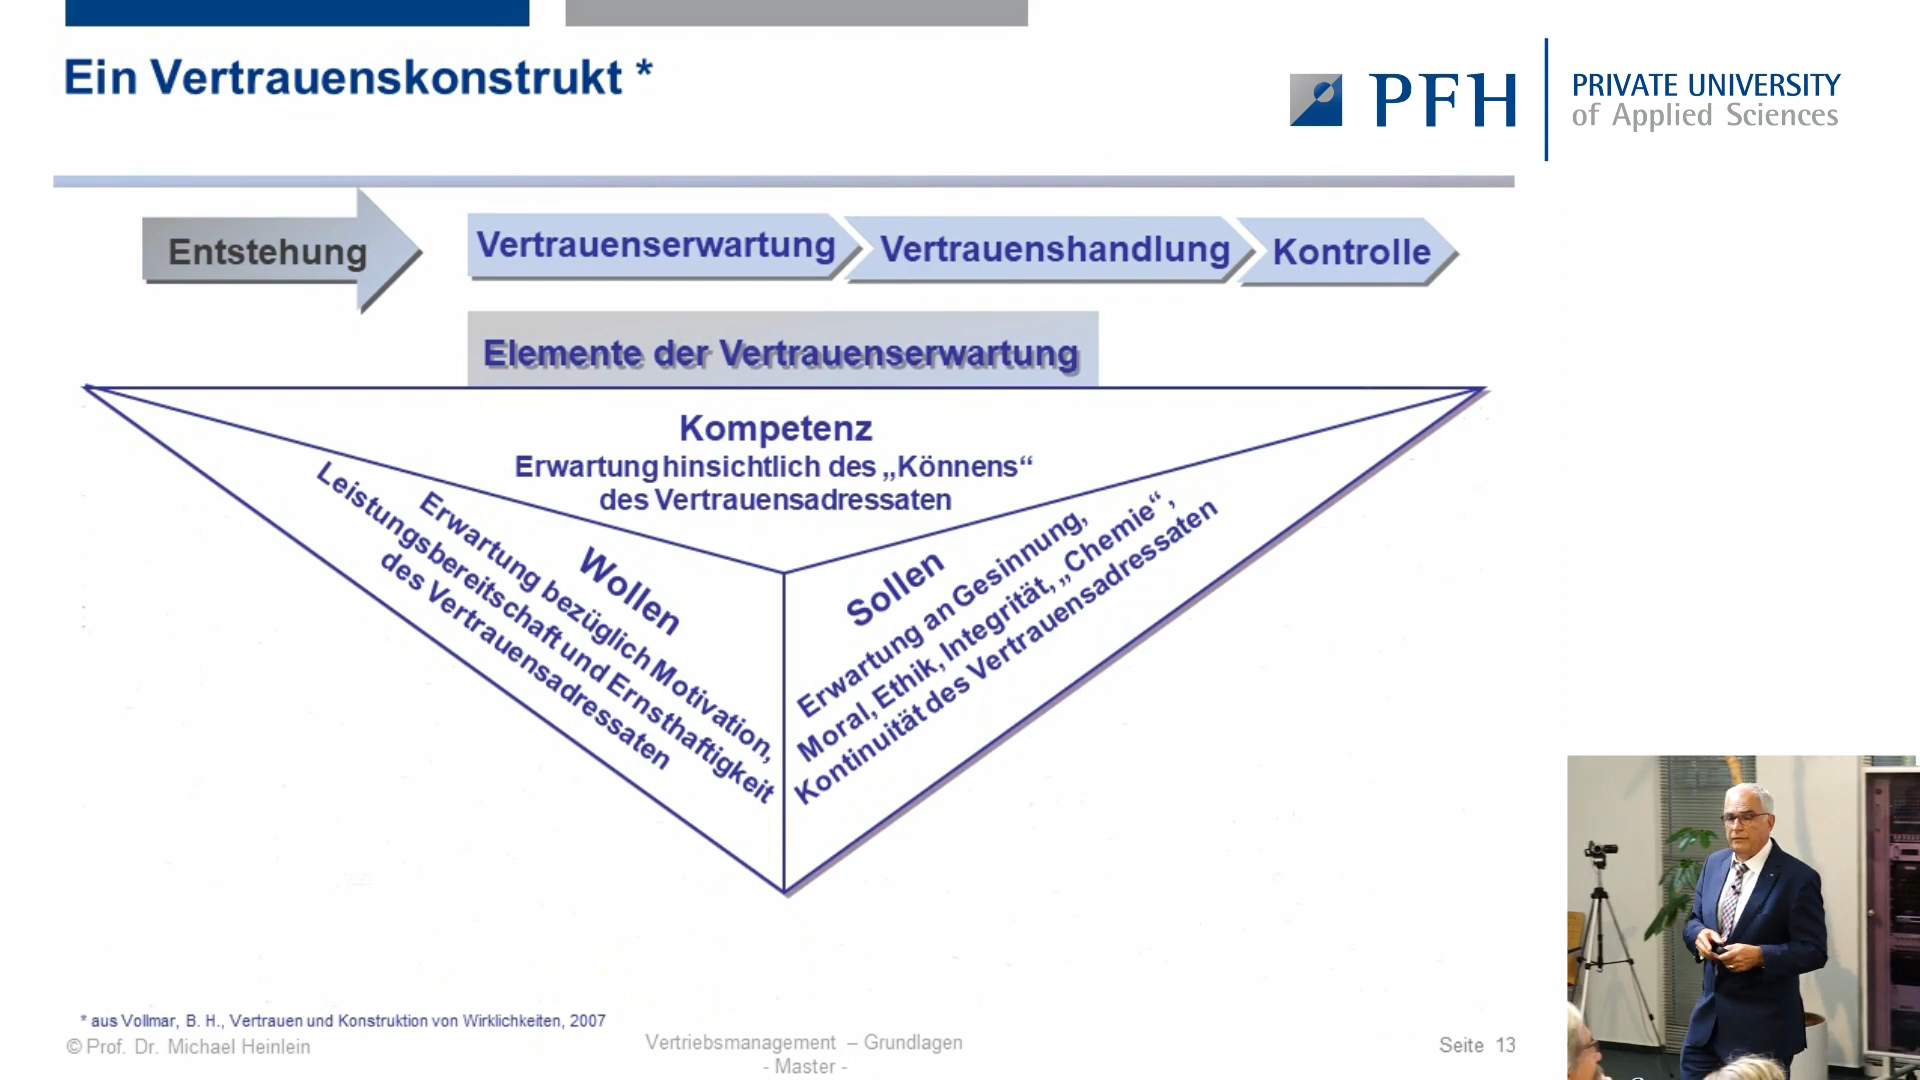 Ein Vertrauenskonstrukt *
PFH
PRIVATE UNIVERSITY
of Applied Sciences
Entstehung
Vertrauenserwartung
Vertrauenshandlung
Kontrolle
Elemente der Vertrauenserwartung
Kompetenz
Erwartung hinsichtlich des „Könnens“
des Vertrauensadressaten
Wollen
Erwartung bezüglich Motivation,
Leistungsbereitschaft und Ernsthaftigkeit
des Vertrauensadressaten
Sollen
Erwartung an Gesinnung,
Moral, Ethik, Integrität, „Chemie“,
Kontinuität des Vertrauensadressaten
* aus Vollmar, B. H., Vertrauen und Konstruktion von Wirklichkeiten, 2007
© Prof. Dr. Michael Heinlein
Vertriebsmanagement – Grundlagen
- Master -
Seite 13